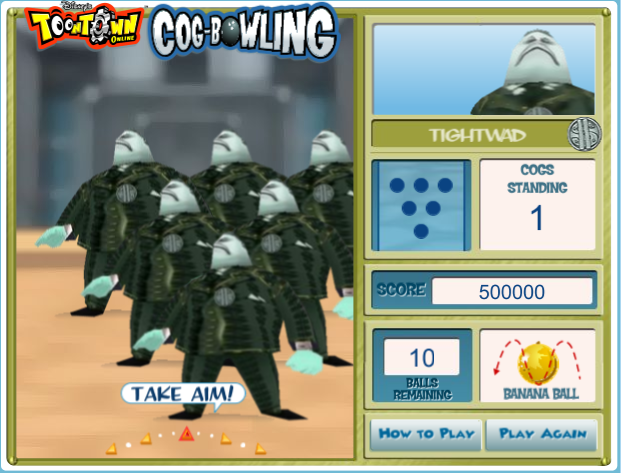 Disney's
TOONTOWN
ONLINE
COG-BOWLING
TIGHTWAD
COGS
STANDING
1
SCORE
500000
10
BALLS
REMAINING
BANANA BALL
TAKE AIM!
HOW TO PLAY
PLAY AGAIN